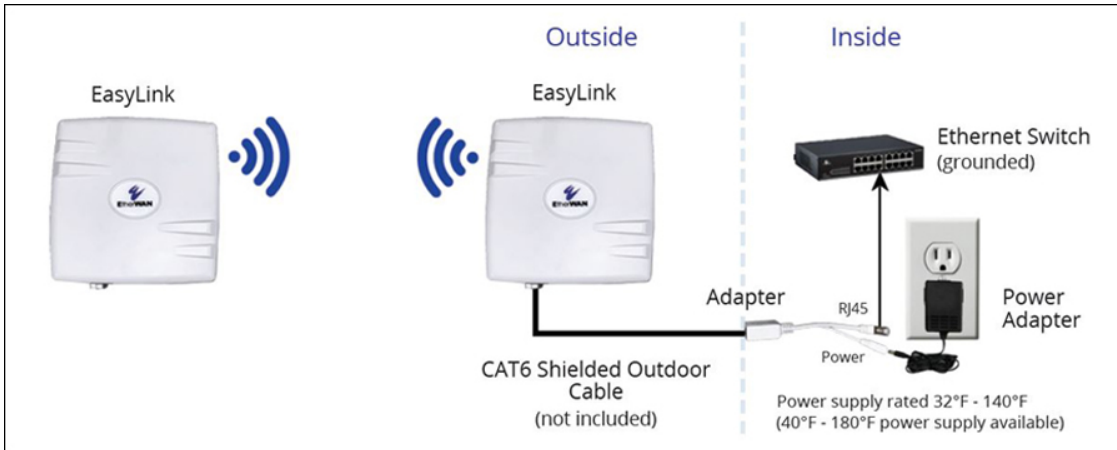 Outside
Inside
EasyLink
EasyLink
EtherWAN
EtherWAN
Ethernet Switch
(grounded)
Adapter
RJ45
Power
Power
Adapter
CAT6 Shielded Outdoor
Cable
(not included)
Power supply rated 32°F - 140°F
(40°F - 180°F power supply available)